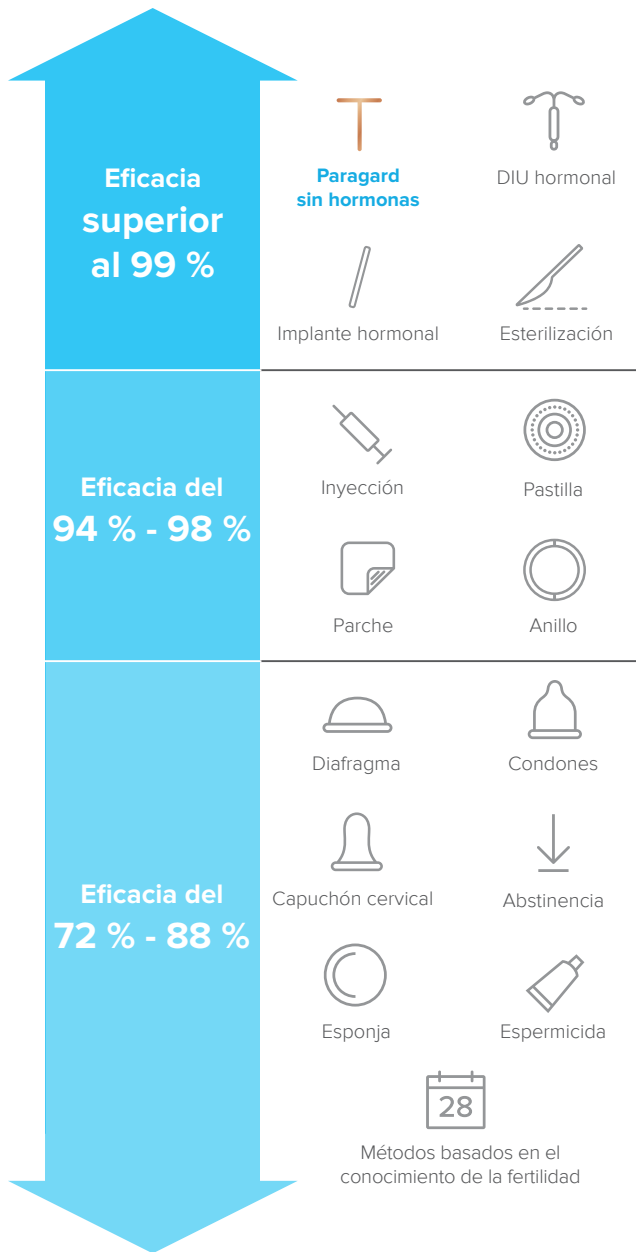 Eficacia
superior
al 99 %
Paragard
sin hormonas
DIU hormonal
Implante hormonal
Esterilización
Eficacia del
94 % - 98 %
Inyección
Pastilla
Parche
Anillo
Eficacia del
72 % - 88 %
Diafragma
Condones
Capuchón cervical
Abstinencia
Esponja
Espermicida
28
Métodos basados en el
conocimiento de la fertilidad